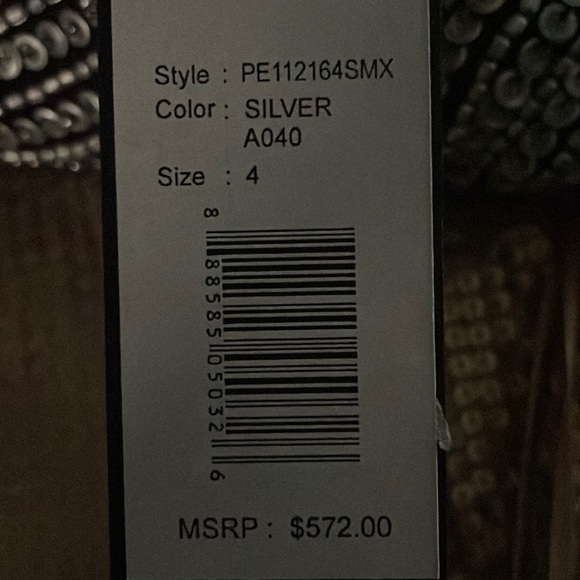 Style : PE112164SMX
Color : SILVER
A040
Size : 4
8 88585 05032 6
MSRP : $572.00